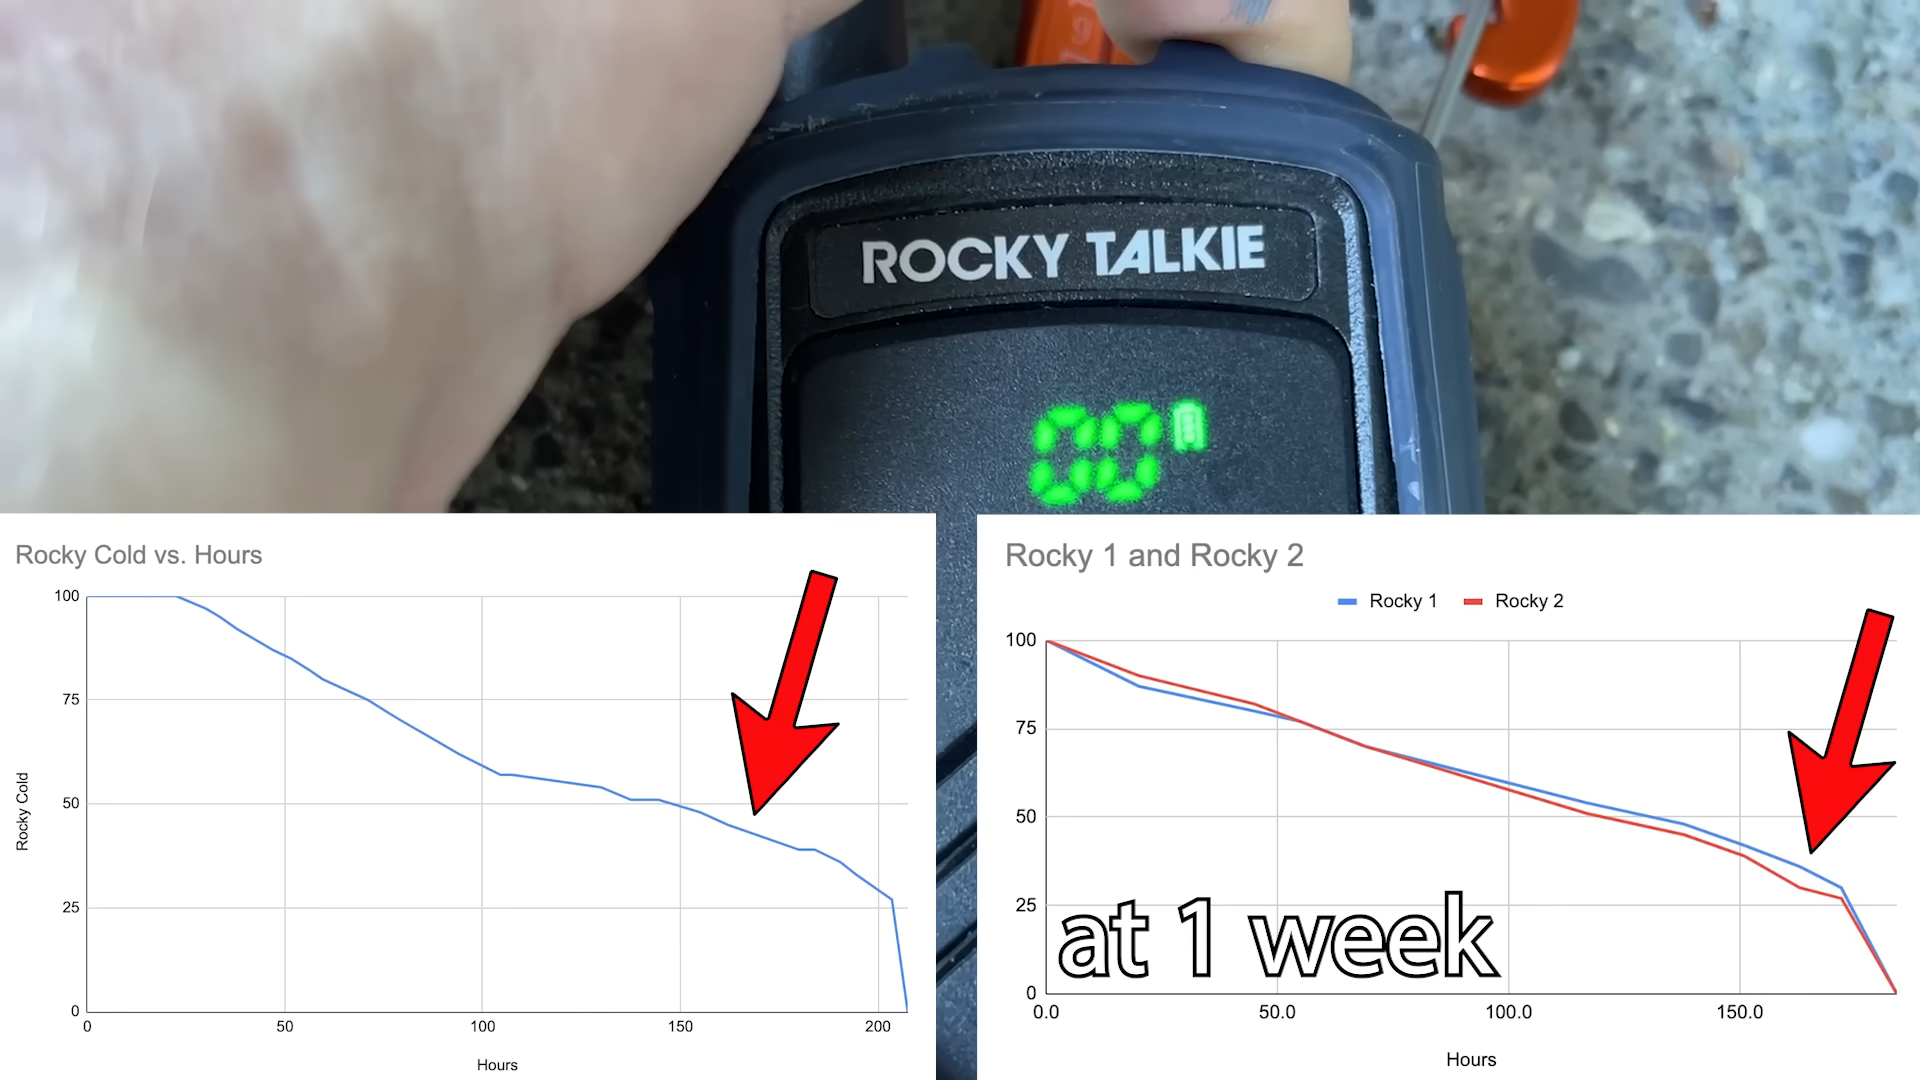 ROCKY TALKIE
00
Rocky Cold vs. Hours
100
75
50
25
0
Rocky Cold
0 50 100 150 200
Hours
Rocky 1 and Rocky 2
Rocky 1 Rocky 2
100
75
50
25
0
at 1 week
0.0 50.0 100.0 150.0
Hours